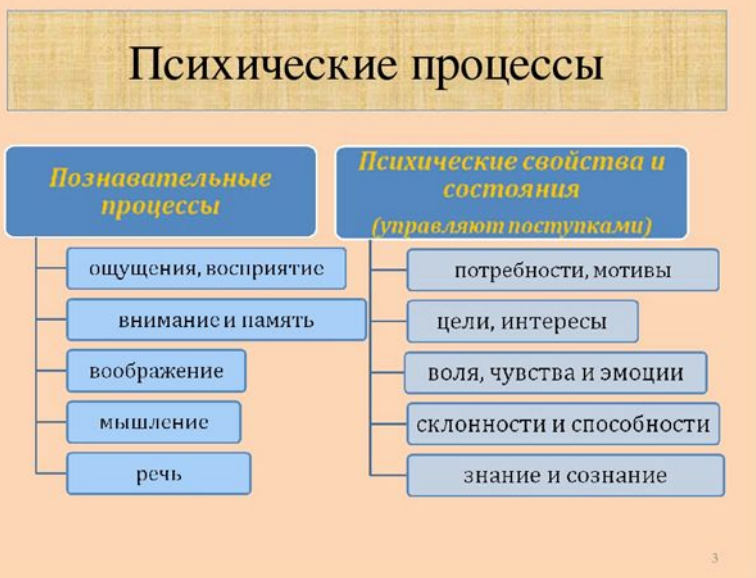 Психические процессы
Познавательные
процессы
ощущения, восприятие
внимание и память
воображение
мышление
речь
Психические свойства и
состояния
(управляют поступками)
потребности, мотивы
цели, интересы
воля, чувства и эмоции
склонности и способности
знание и сознание
3